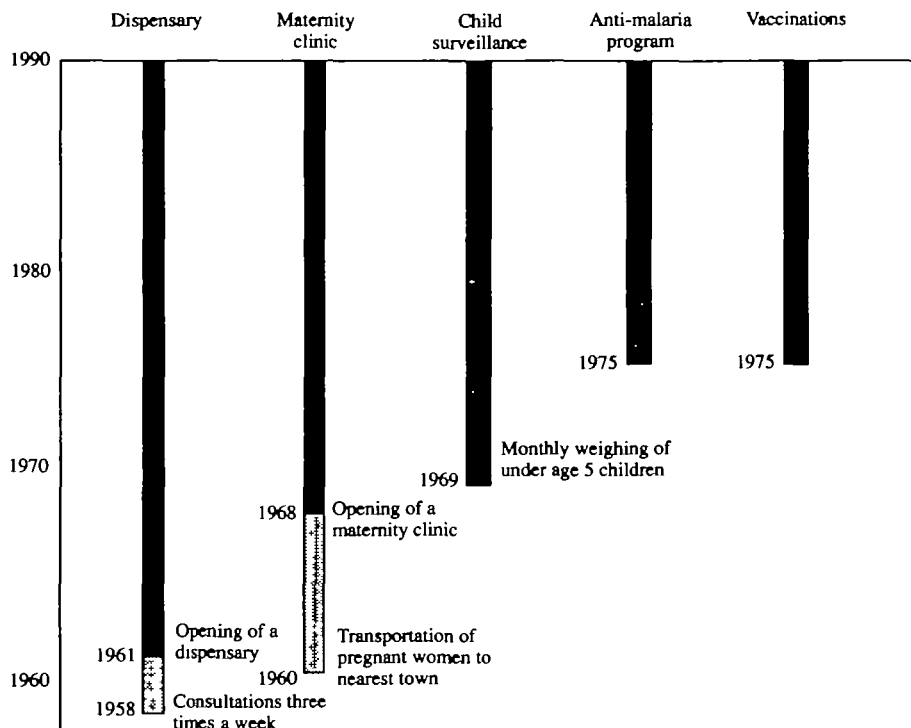 Dispensary
Maternity
clinic
Child
surveillance
Anti-malaria
program
Vaccinations
1990
1980
1975
1975
1970
Monthly weighing of
under age 5 children
1969
1968
Opening of a
maternity clinic
Opening of a
dispensary
1961
Transportation of
pregnant women to
nearest town
1960
1960
1958
Consultations three
times a week